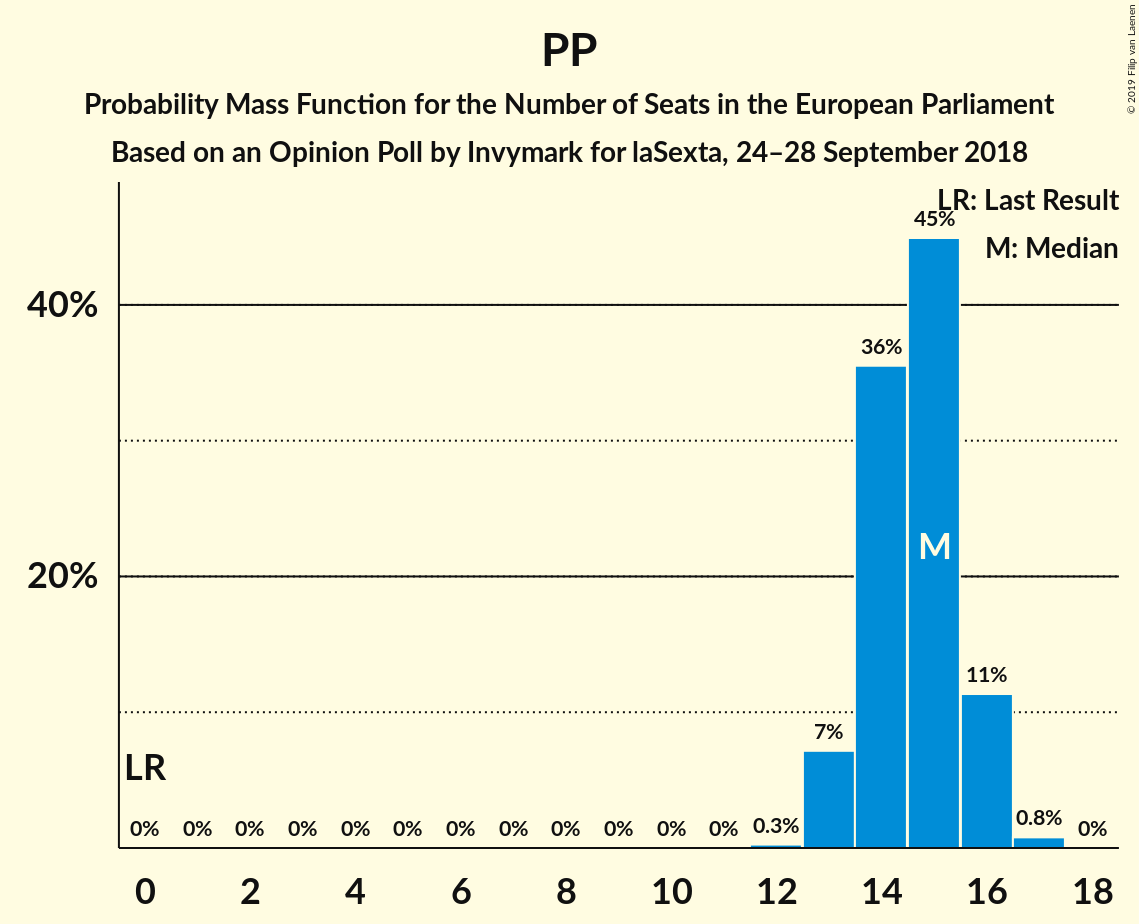 PP
Probability Mass Function for the Number of Seats in the European Parliament
Based on an Opinion Poll by Invymark for laSexta, 24–28 September 2018
© 2019 Filip van Laenen
LR: Last Result
M: Median
45%
40%
36%
M
20%
11%
7%
LR
0% 0% 0% 0% 0% 0% 0% 0% 0% 0% 0% 0% 0.3% 0.8% 0%
0 2 4 6 8 10 12 14 16 18